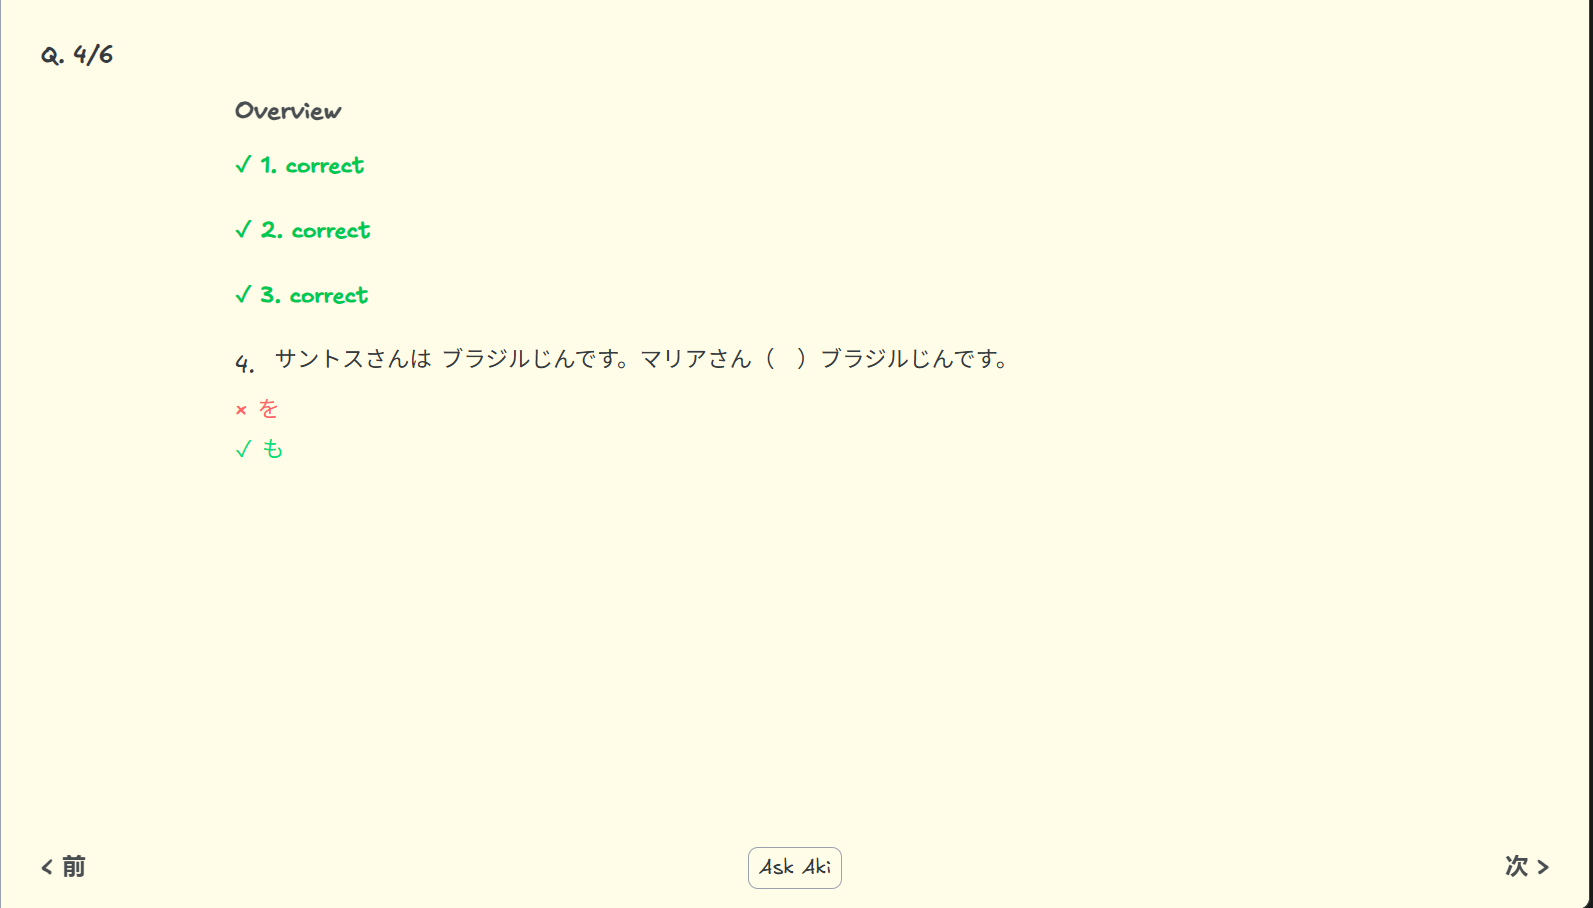 Q. 4/6
Overview
✓ 1. correct
✓ 2. correct
✓ 3. correct
4. サントスさんは ブラジルじんです。マリアさん（　）ブラジルじんです。
× を
✓ も
< 前
Ask Aki
次 >